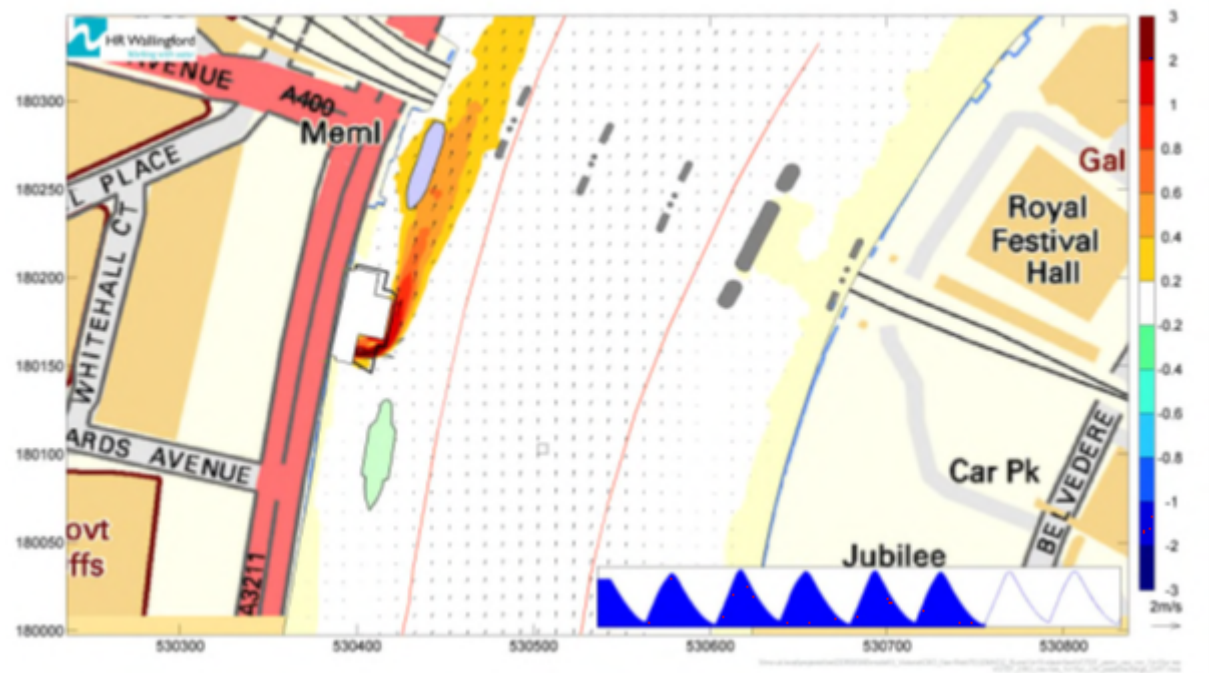 HR Wallingford
working with water
AVENUE
A400
Meml
L PLACE
WHITEHALL CT
ARDS AVENUE
ovt
ffs
A3211
Gal
Royal
Festival
Hall
Car Pk
BELVEDERE
Jubilee
180300
180250
180200
180150
180100
180050
180000
530300
530400
530500
530600
530700
530800
3
2
1
0.8
0.6
0.4
0.2
-0.2
-0.4
-0.6
-0.8
-1
-2
-3
2m/s